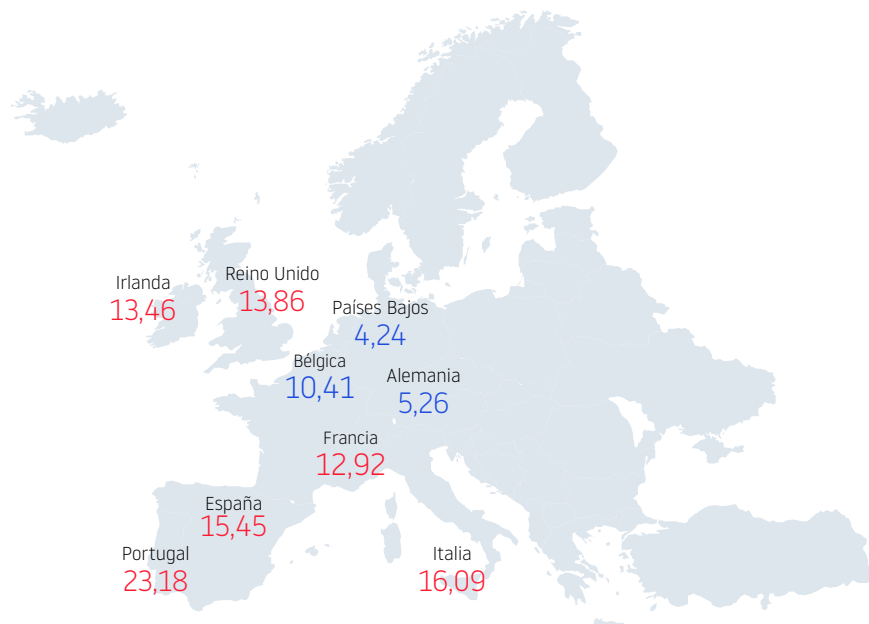 Irlanda
13,46
Reino Unido
13,86
Países Bajos
4,24
Bélgica
10,41
Alemania
5,26
Francia
12,92
España
15,45
Portugal
23,18
Italia
16,09